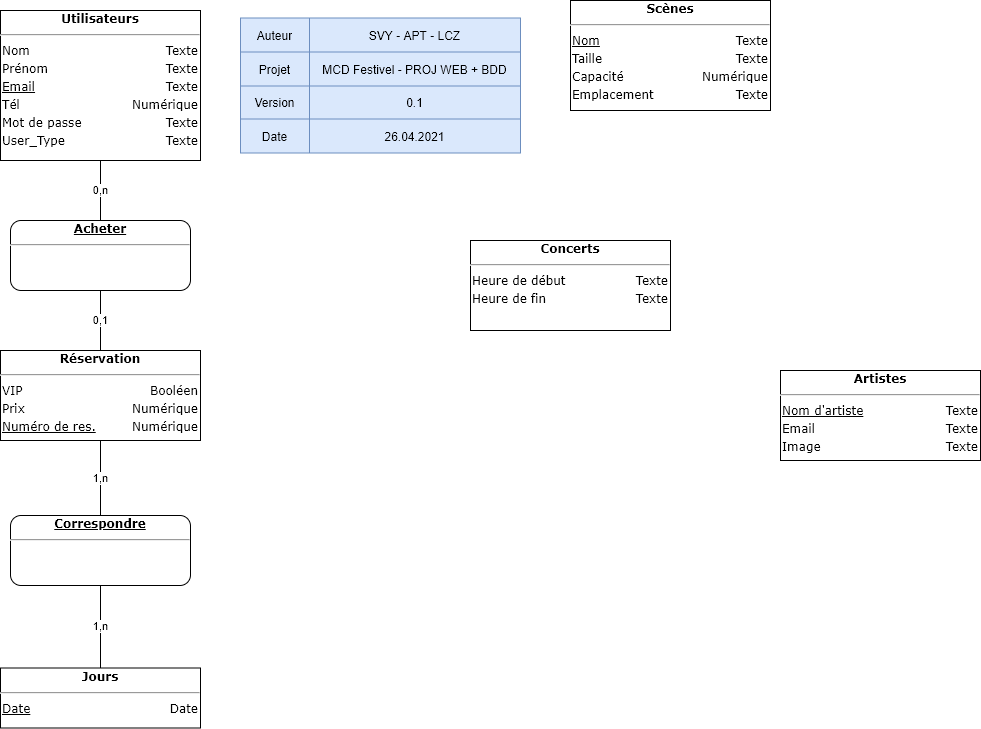 Utilisateurs
Nom Texte
Prénom Texte
Email Texte
Tél Numérique
Mot de passe Texte
User_Type Texte
Auteur SVY - APT - LCZ
Projet MCD Festivel - PROJ WEB + BDD
Version 0.1
Date 26.04.2021
Scènes
Nom Texte
Taille Texte
Capacité Numérique
Emplacement Texte
0,n
Acheter
0,1
Concerts
Heure de début Texte
Heure de fin Texte
Réservation
VIP Booléen
Prix Numérique
Numéro de res. Numérique
Artistes
Nom d'artiste Texte
Email Texte
Image Texte
1,n
Correspondre
1,n
Jours
Date Date